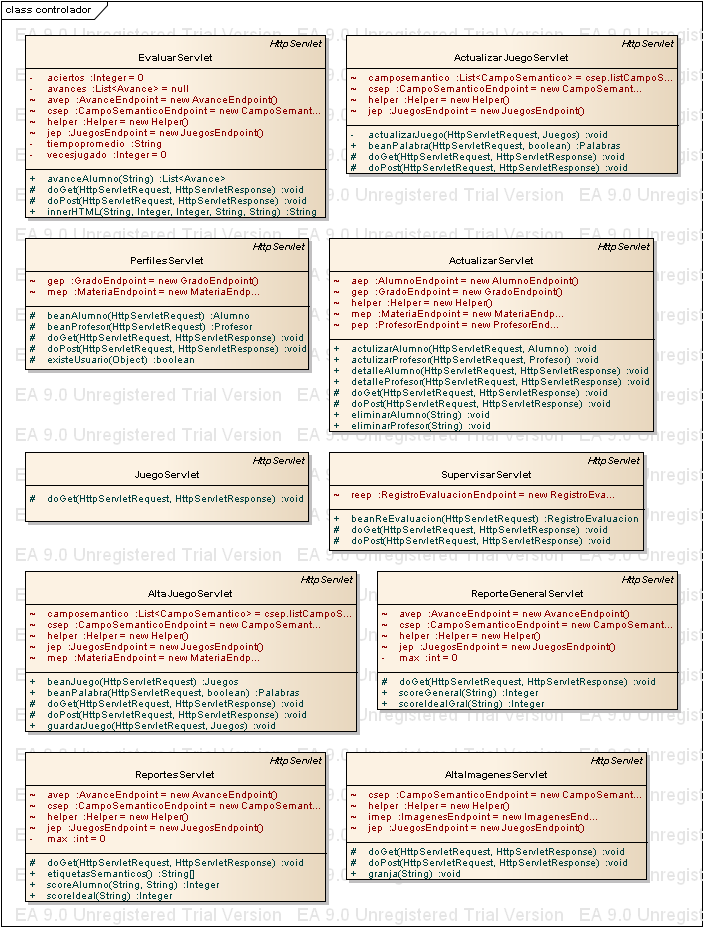 class controlador
HttpServlet
EvaluarServlet
- aciertos :Integer = 0
- avances :List<Avance> = null
~ avep :AvanceEndpoint = new AvanceEndpoint()
~ csep :CampoSemanticoEndpoint = new CampoSemant...
~ helper :Helper = new Helper()
~ jep :JuegosEndpoint = new JuegosEndpoint()
- tiempopromedio :String
- vecesjugado :Integer = 0
+ avanceAlumno(String) :List<Avance>
# doGet(HttpServletRequest, HttpServletResponse) :void
# doPost(HttpServletRequest, HttpServletResponse) :void
+ innerHTML(String, Integer, Integer, String, String) :String
HttpServlet
ActualizarJuegoServlet
~ camposemantico :List<CampoSemantico> = csep.listCampoS...
~ csep :CampoSemanticoEndpoint = new CampoSemant...
~ helper :Helper = new Helper()
~ jep :JuegosEndpoint = new JuegosEndpoint()
- actualizarJuego(HttpServletRequest, Juegos) :void
+ beanPalabra(HttpServletRequest, boolean) :Palabras
# doGet(HttpServletRequest, HttpServletResponse) :void
# doPost(HttpServletRequest, HttpServletResponse) :void
HttpServlet
PerfilesServlet
~ gep :GradoEndpoint = new GradoEndpoint()
~ mep :MateriaEndpoint = new MateriaEndp...
# beanAlumno(HttpServletRequest) :Alumno
# beanProfesor(HttpServletRequest) :Profesor
# doGet(HttpServletRequest, HttpServletResponse) :void
# doPost(HttpServletRequest, HttpServletResponse) :void
# existeUsuario(Object) :boolean
HttpServlet
ActualizarServlet
~ aep :AlumnoEndpoint = new AlumnoEndpoint()
~ gep :GradoEndpoint = new GradoEndpoint()
~ helper :Helper = new Helper()
~ mep :MateriaEndpoint = new MateriaEndp...
~ pep :ProfesorEndpoint = new ProfesorEnd...
+ actulizarAlumno(HttpServletRequest, Alumno) :void
+ actulizarProfesor(HttpServletRequest, Profesor) :void
+ detalleAlumno(HttpServletRequest, HttpServletResponse) :void
+ detalleProfesor(HttpServletRequest, HttpServletResponse) :void
# doGet(HttpServletRequest, HttpServletResponse) :void
# doPost(HttpServletRequest, HttpServletResponse) :void
+ eliminarAlumno(String) :void
+ eliminarProfesor(String) :void
HttpServlet
JuegoServlet
# doGet(HttpServletRequest, HttpServletResponse) :void
HttpServlet
SupervisarServlet
~ reep :RegistroEvaluacionEndpoint = new RegistroEva...
+ beanReEvaluacion(HttpServletRequest) :RegistroEvaluacion
# doGet(HttpServletRequest, HttpServletResponse) :void
# doPost(HttpServletRequest, HttpServletResponse) :void
HttpServlet
AltaJuegoServlet
~ camposemantico :List<CampoSemantico> = csep.listCampoS...
~ csep :CampoSemanticoEndpoint = new CampoSemant...
~ helper :Helper = new Helper()
~ jep :JuegosEndpoint = new JuegosEndpoint()
~ mep :MateriaEndpoint = new MateriaEndp...
+ beanJuego(HttpServletRequest) :Juegos
+ beanPalabra(HttpServletRequest, boolean) :Palabras
# doGet(HttpServletRequest, HttpServletResponse) :void
# doPost(HttpServletRequest, HttpServletResponse) :void
+ guardarJuego(HttpServletRequest, Juegos) :void
HttpServlet
ReporteGeneralServlet
~ avep :AvanceEndpoint = new AvanceEndpoint()
~ csep :CampoSemanticoEndpoint = new CampoSemant...
~ helper :Helper = new Helper()
~ jep :JuegosEndpoint = new JuegosEndpoint()
- max :int = 0
# doGet(HttpServletRequest, HttpServletResponse) :void
+ scoreGeneral(String) :Integer
+ scoreIdealGral(String) :Integer
HttpServlet
ReportesServlet
~ avep :AvanceEndpoint = new AvanceEndpoint()
~ csep :CampoSemanticoEndpoint = new CampoSemant...
~ helper :Helper = new Helper()
~ jep :JuegosEndpoint = new JuegosEndpoint()
- max :int = 0
# doGet(HttpServletRequest, HttpServletResponse) :void
+ etiquetasSemanticos() :String[]
+ scoreAlumno(String, String) :Integer
+ scoreIdeal(String) :Integer
HttpServlet
AltaImagenesServlet
~ csep :CampoSemanticoEndpoint = new CampoSemant...
~ helper :Helper = new Helper()
~ imep :ImagenesEndpoint = new ImagenesEnd...
~ jep :JuegosEndpoint = new JuegosEndpoint()
# doGet(HttpServletRequest, HttpServletResponse) :void
# doPost(HttpServletRequest, HttpServletResponse) :void
+ granja(String) :void
EA 9.0 Unregistered Trial Version EA 9.0 Unregistered Trial Version